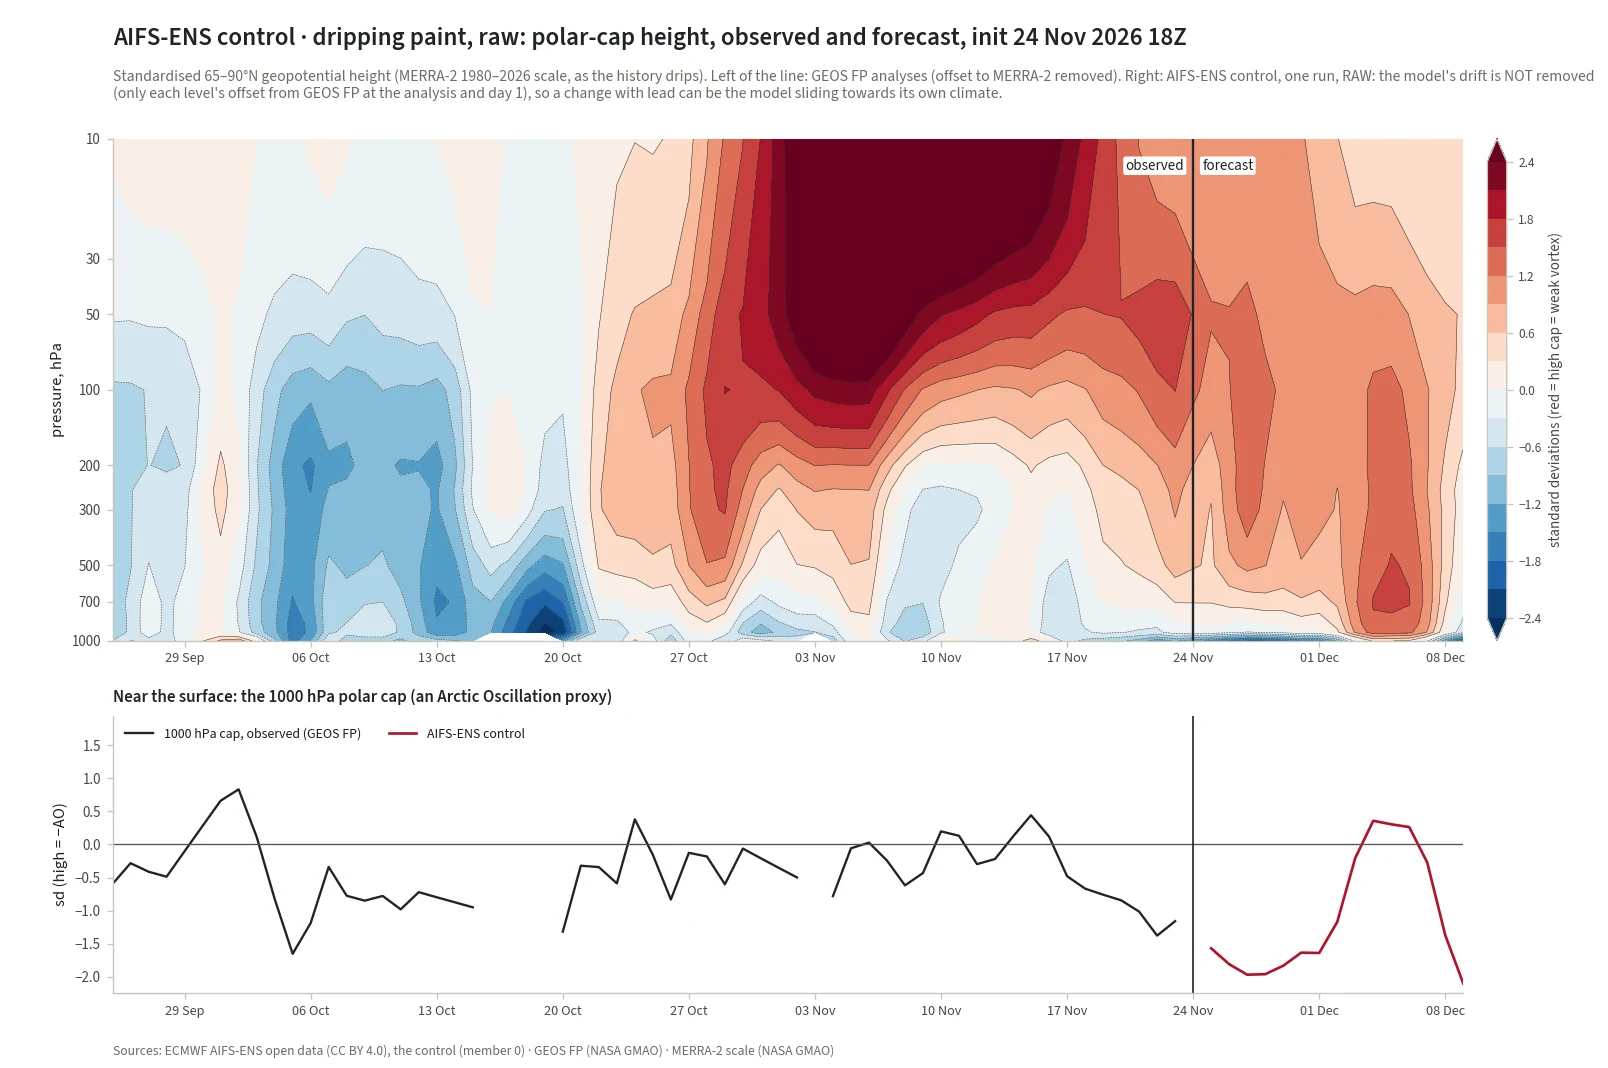 AIFS-ENS control · dripping paint, raw: polar-cap height, observed and forecast, init 24 Nov 2026 18Z
Standardised 65–90°N geopotential height (MERRA-2 1980–2026 scale, as the history drips). Left of the line: GEOS FP analyses (offset to MERRA-2 removed). Right: AIFS-ENS control, one run, RAW: the model's drift is NOT removed
(only each level's offset from GEOS FP at the analysis and day 1), so a change with lead can be the model sliding towards its own climate.
pressure, hPa
10
30
50
100
200
300
500
700
1000
observed
forecast
29 Sep
06 Oct
13 Oct
20 Oct
27 Oct
03 Nov
10 Nov
17 Nov
24 Nov
01 Dec
08 Dec
2.4
1.8
1.2
0.6
0.0
−0.6
−1.2
−1.8
−2.4
standard deviations (red = high cap = weak vortex)
Near the surface: the 1000 hPa polar cap (an Arctic Oscillation proxy)
1000 hPa cap, observed (GEOS FP)
AIFS-ENS control
sd (high = −AO)
1.5
1.0
0.5
0.0
−0.5
−1.0
−1.5
−2.0
29 Sep
06 Oct
13 Oct
20 Oct
27 Oct
03 Nov
10 Nov
17 Nov
24 Nov
01 Dec
08 Dec
Sources: ECMWF AIFS-ENS open data (CC BY 4.0), the control (member 0) · GEOS FP (NASA GMAO) · MERRA-2 scale (NASA GMAO)